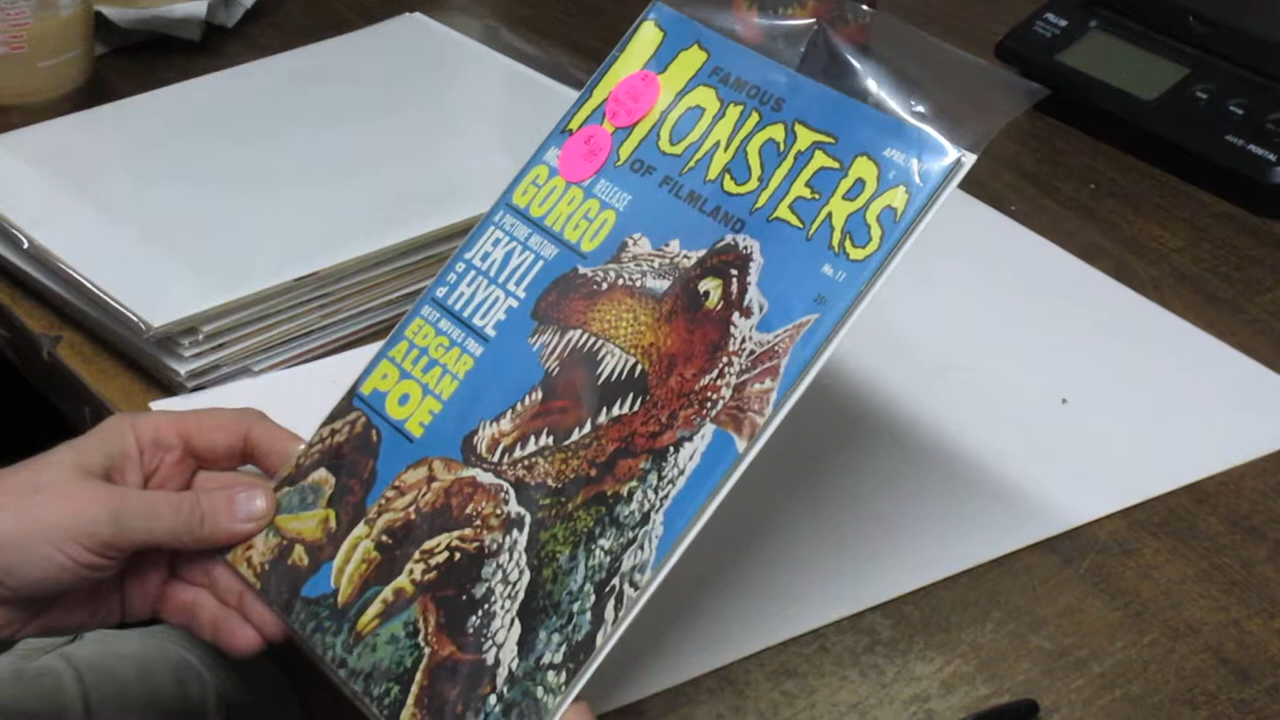 FAMOUS
MONSTERS
OF FILMLAND
APRIL
No. 11
35¢
RELEASE
GORGO
A PICTURE HISTORY
JEKYLL
and
HYDE
BEST MOVIES FROM
EDGAR
ALLAN
POE